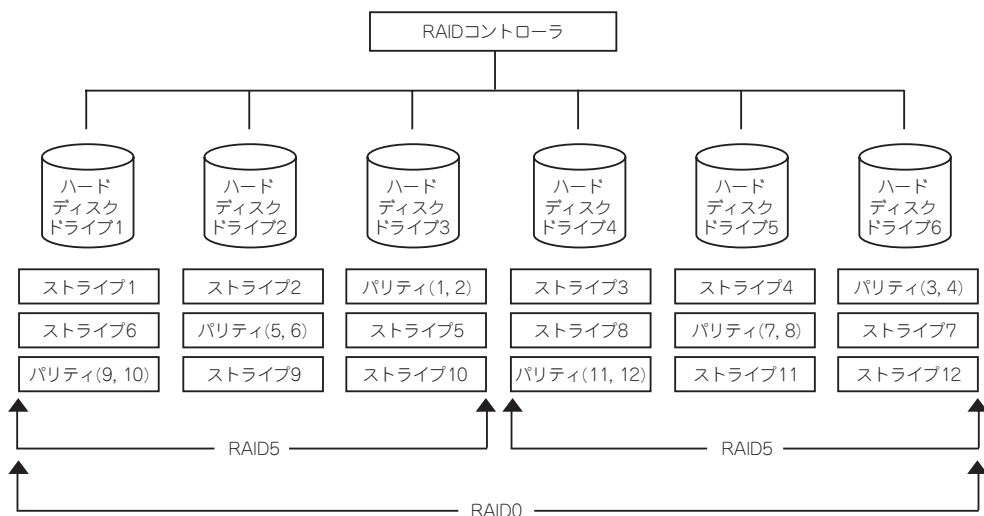 RAIDコントローラ
ハード
ディスク
ドライブ1
ハード
ディスク
ドライブ2
ハード
ディスク
ドライブ3
ハード
ディスク
ドライブ4
ハード
ディスク
ドライブ5
ハード
ディスク
ドライブ6
ストライプ1
ストライプ2
パリティ(1, 2)
ストライプ3
ストライプ4
パリティ(3, 4)
ストライプ6
パリティ(5, 6)
ストライプ5
ストライプ8
パリティ(7, 8)
ストライプ7
パリティ(9, 10)
ストライプ9
ストライプ10
パリティ(11, 12)
ストライプ11
ストライプ12
RAID5
RAID5
RAID0